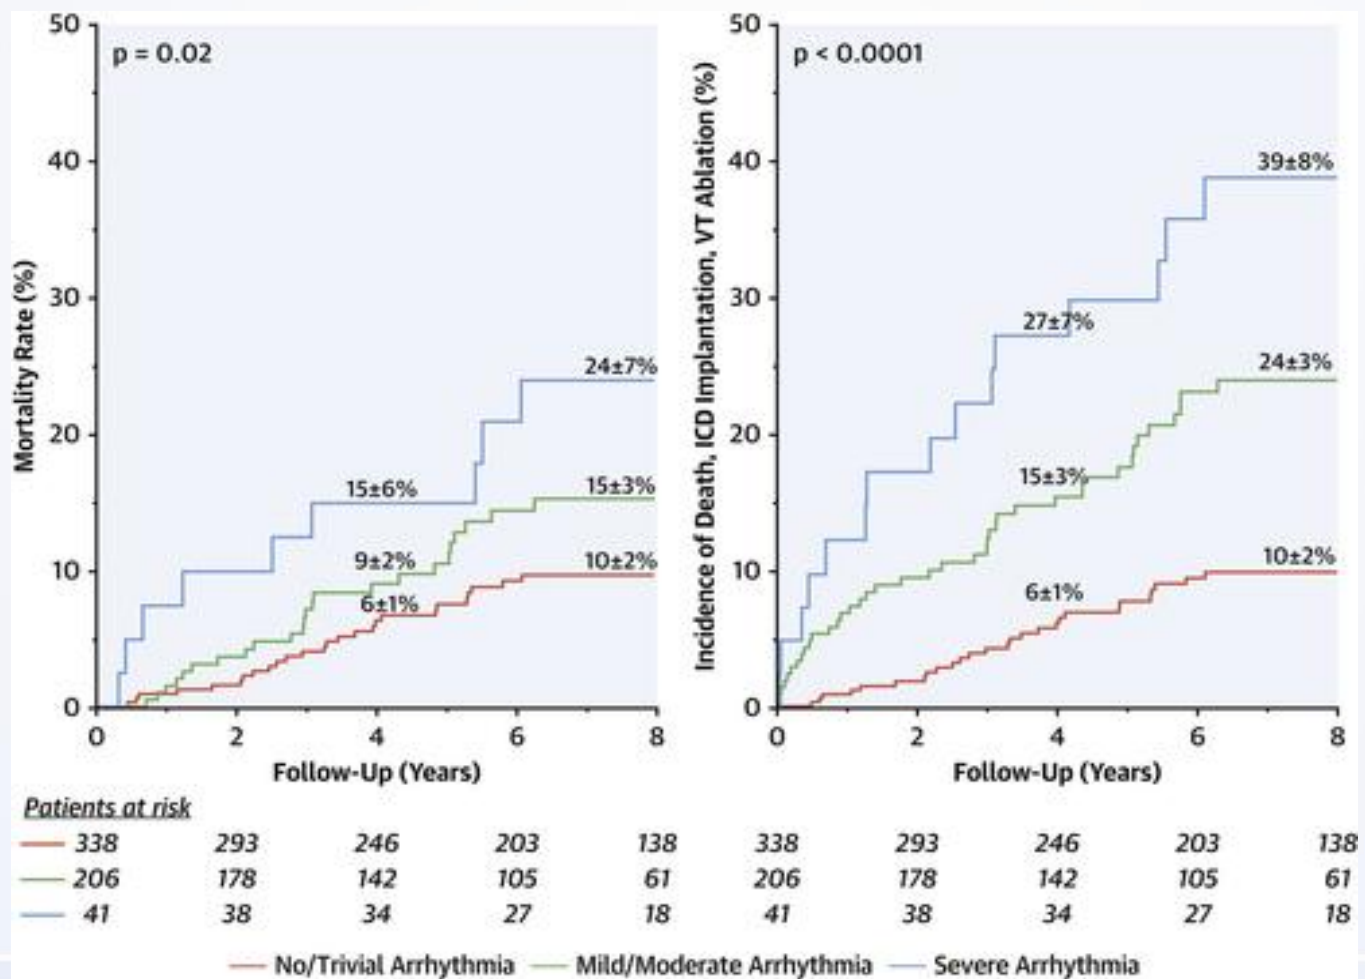 50
p = 0.02
40
30
20
10
0
Mortality Rate (%)
24±7%
15±6%
15±3%
9±2%
10±2%
6±1%
0 2 4 6 8
Follow-Up (Years)
50
p < 0.0001
40
30
20
10
0
Incidence of Death, ICD Implantation, VT Ablation (%)
39±8%
27±7%
24±3%
15±3%
10±2%
6±1%
0 2 4 6 8
Follow-Up (Years)
Patients at risk
338 293 246 203 138 338 293 246 203 138
206 178 142 105 61 206 178 142 105 61
41 38 34 27 18 41 38 34 27 18
No/Trivial Arrhythmia Mild/Moderate Arrhythmia Severe Arrhythmia